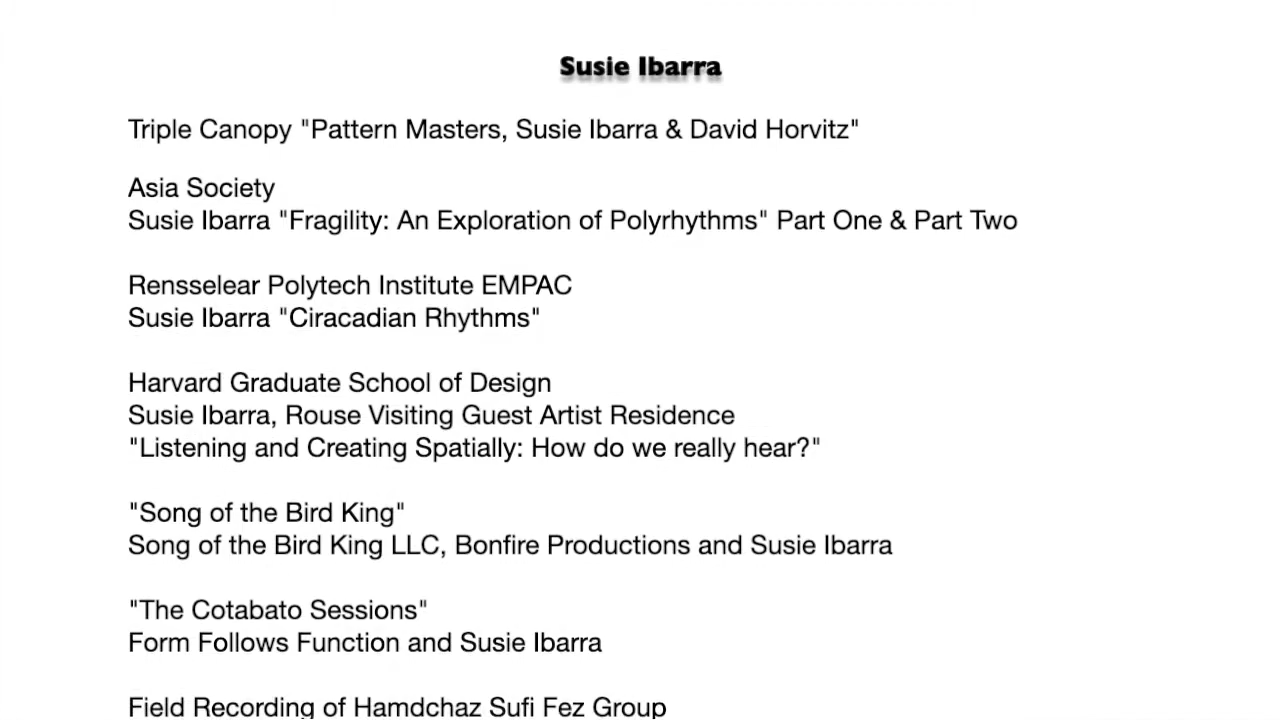 Susie Ibarra
Triple Canopy "Pattern Masters, Susie Ibarra & David Horvitz"
Asia Society
Susie Ibarra "Fragility: An Exploration of Polyrhythms" Part One & Part Two
Rensselear Polytech Institute EMPAC
Susie Ibarra "Ciracadian Rhythms"
Harvard Graduate School of Design
Susie Ibarra, Rouse Visiting Guest Artist Residence
"Listening and Creating Spatially: How do we really hear?"
"Song of the Bird King"
Song of the Bird King LLC, Bonfire Productions and Susie Ibarra
"The Cotabato Sessions"
Form Follows Function and Susie Ibarra
Field Recording of Hamdchaz Sufi Fez Group